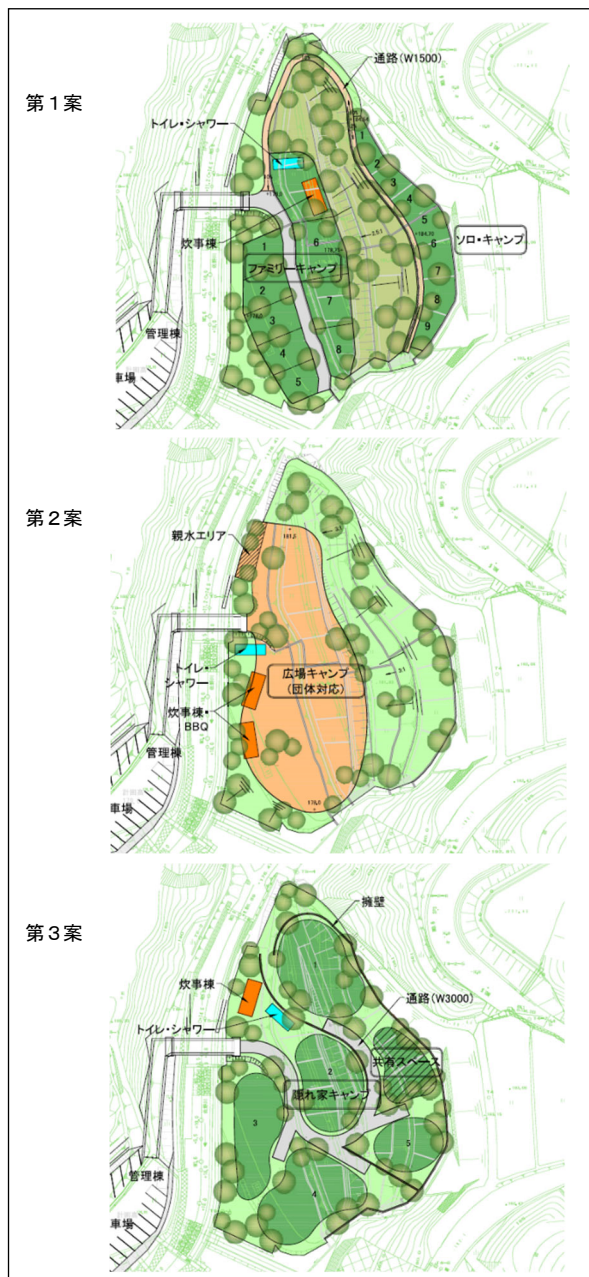 第1案
通路(W1500)
トイレ・シャワー
1
2
3
4
5
6
7
8
9
ソロ・キャンプ
炊事棟
1
ファミリーキャンプ
2
3
4
5
6
7
8
管理棟
車場
第2案
親水エリア
181.0
トイレ・
シャワー
広場キャンプ
(団体対応)
炊事棟・
BBQ
管理棟
車場
第3案
擁壁
炊事棟
1
通路(W3000)
トイレ・シャワー
共有スペース
2
隠れ家キャンプ
3
5
4
管理棟
車場